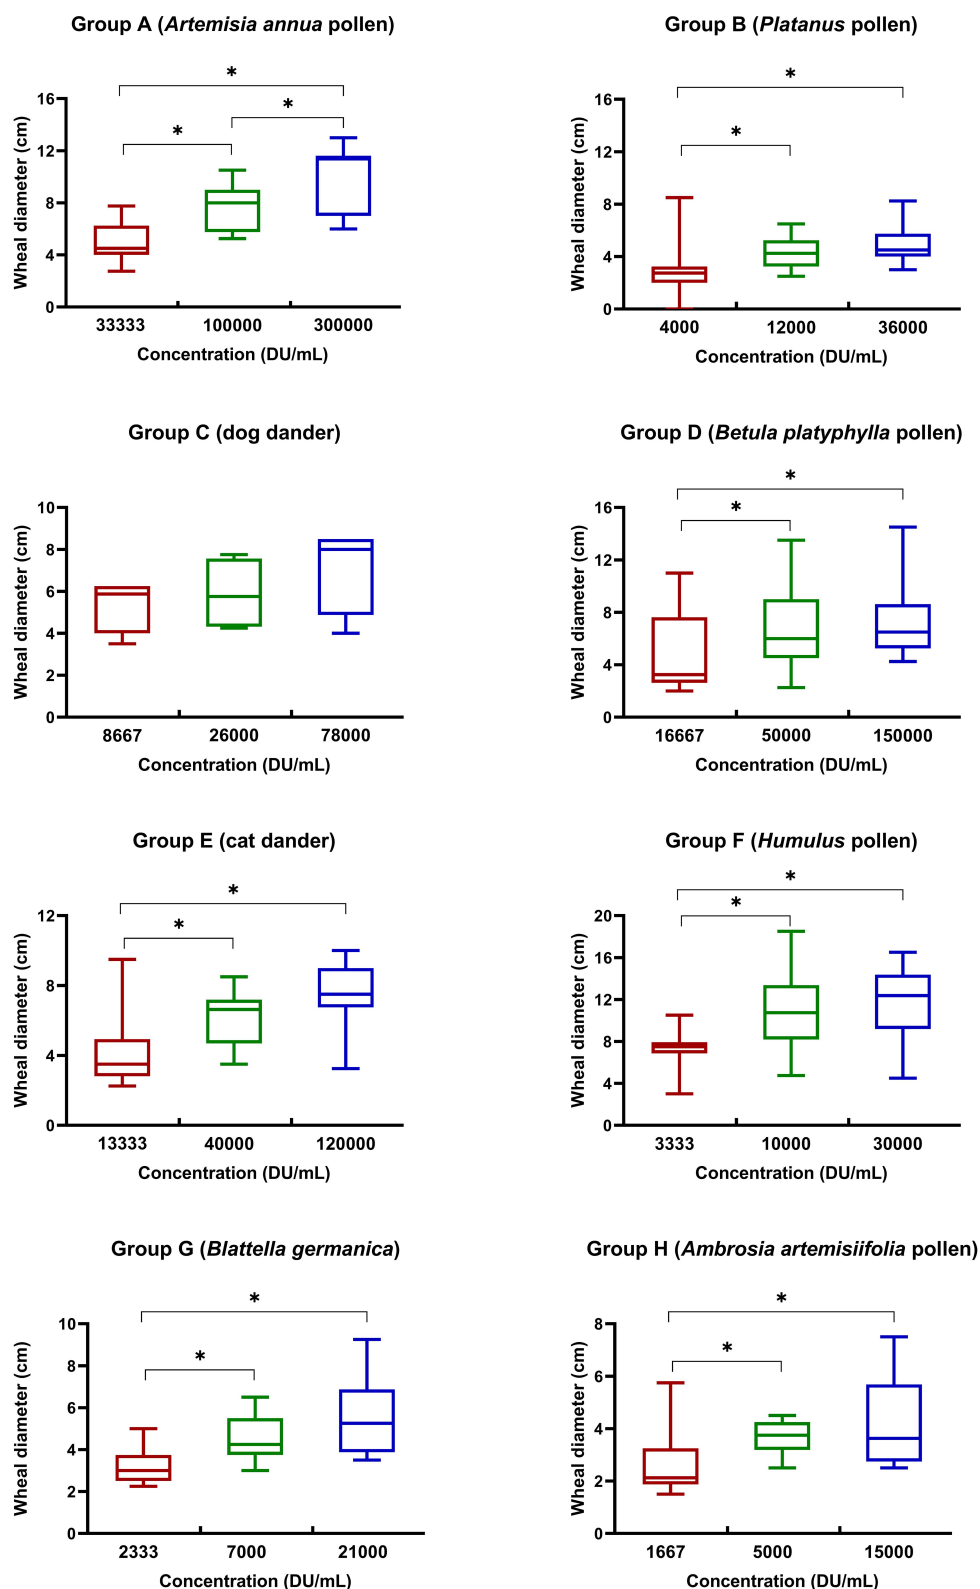 Group A (Artemisia annua pollen)
*
*
*
16
12
8
4
0
Wheal diameter (cm)
33333 100000 300000
Concentration (DU/mL)
Group B (Platanus pollen)
*
*
16
12
8
4
0
Wheal diameter (cm)
4000 12000 36000
Concentration (DU/mL)
Group C (dog dander)
10
8
6
4
2
0
Wheal diameter (cm)
8667 26000 78000
Concentration (DU/mL)
Group D (Betula platyphylla pollen)
*
*
16
12
8
4
0
Wheal diameter (cm)
16667 50000 150000
Concentration (DU/mL)
Group E (cat dander)
*
*
12
8
4
0
Wheal diameter (cm)
13333 40000 120000
Concentration (DU/mL)
Group F (Humulus pollen)
*
*
20
16
12
8
4
0
Wheal diameter (cm)
3333 10000 30000
Concentration (DU/mL)
Group G (Blattella germanica)
*
*
10
8
6
4
2
0
Wheal diameter (cm)
2333 7000 21000
Concentration (DU/mL)
Group H (Ambrosia artemisiifolia pollen)
*
*
8
6
4
2
0
Wheal diameter (cm)
1667 5000 15000
Concentration (DU/mL)